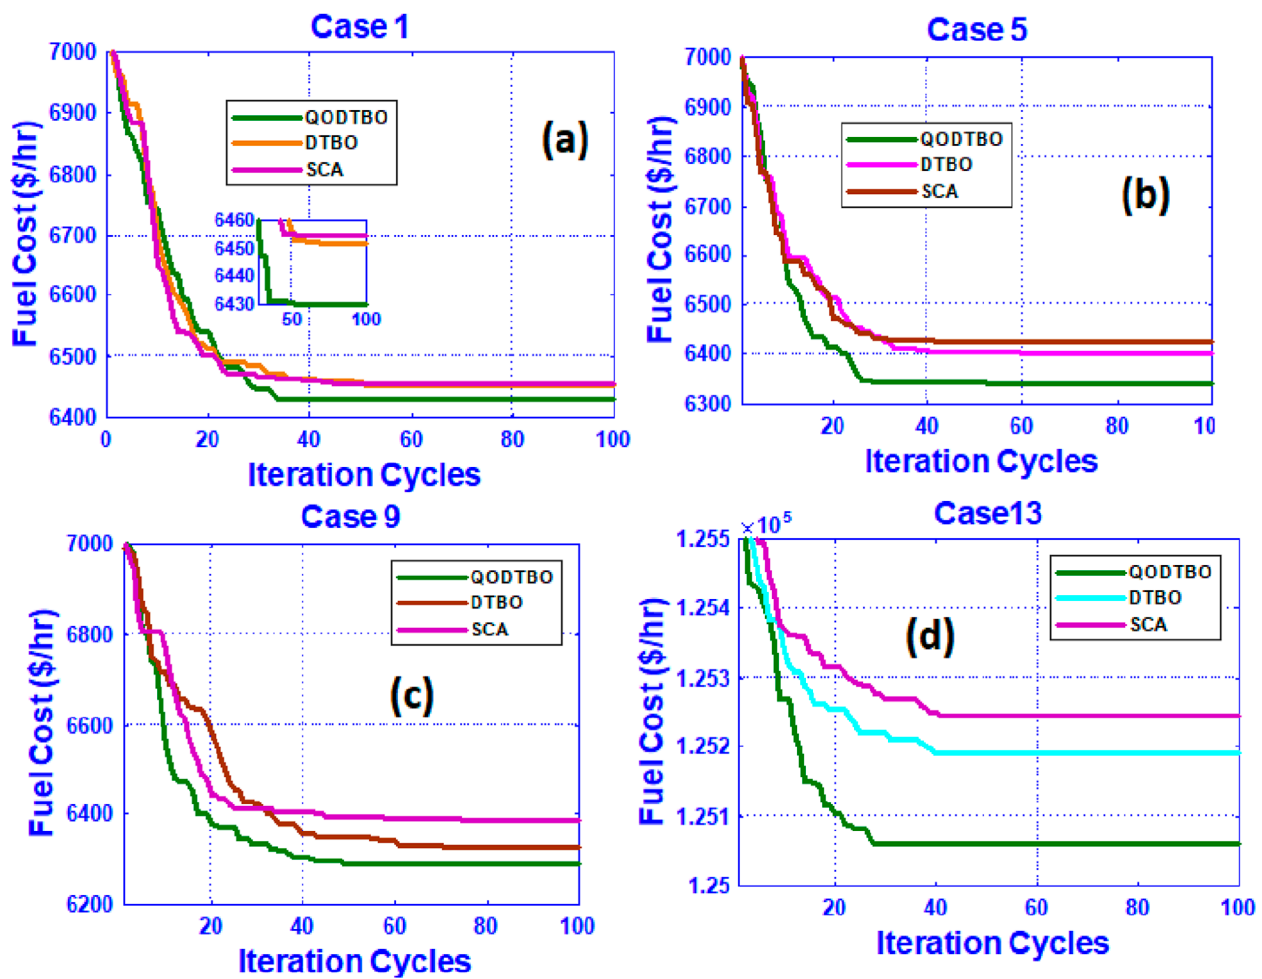 Case 1
7000
6900
6800
6700
6600
6500
6400
Fuel Cost ($/hr)
QODTBO
DTBO
SCA
(a)
6460
6450
6440
6430
50
100
0
20
40
60
80
100
Iteration Cycles
Case 5
7000
6900
6800
6700
6600
6500
6400
6300
Fuel Cost ($/hr)
QODTBO
DTBO
SCA
(b)
20
40
60
80
10
Iteration Cycles
Case 9
7000
6800
6600
6400
6200
Fuel Cost ($/hr)
QODTBO
DTBO
SCA
(c)
20
40
60
80
100
Iteration Cycles
Case13
× 10⁵
1.255
1.254
1.253
1.252
1.251
1.25
Fuel Cost ($/hr)
QODTBO
DTBO
SCA
(d)
20
40
60
80
100
Iteration Cycles